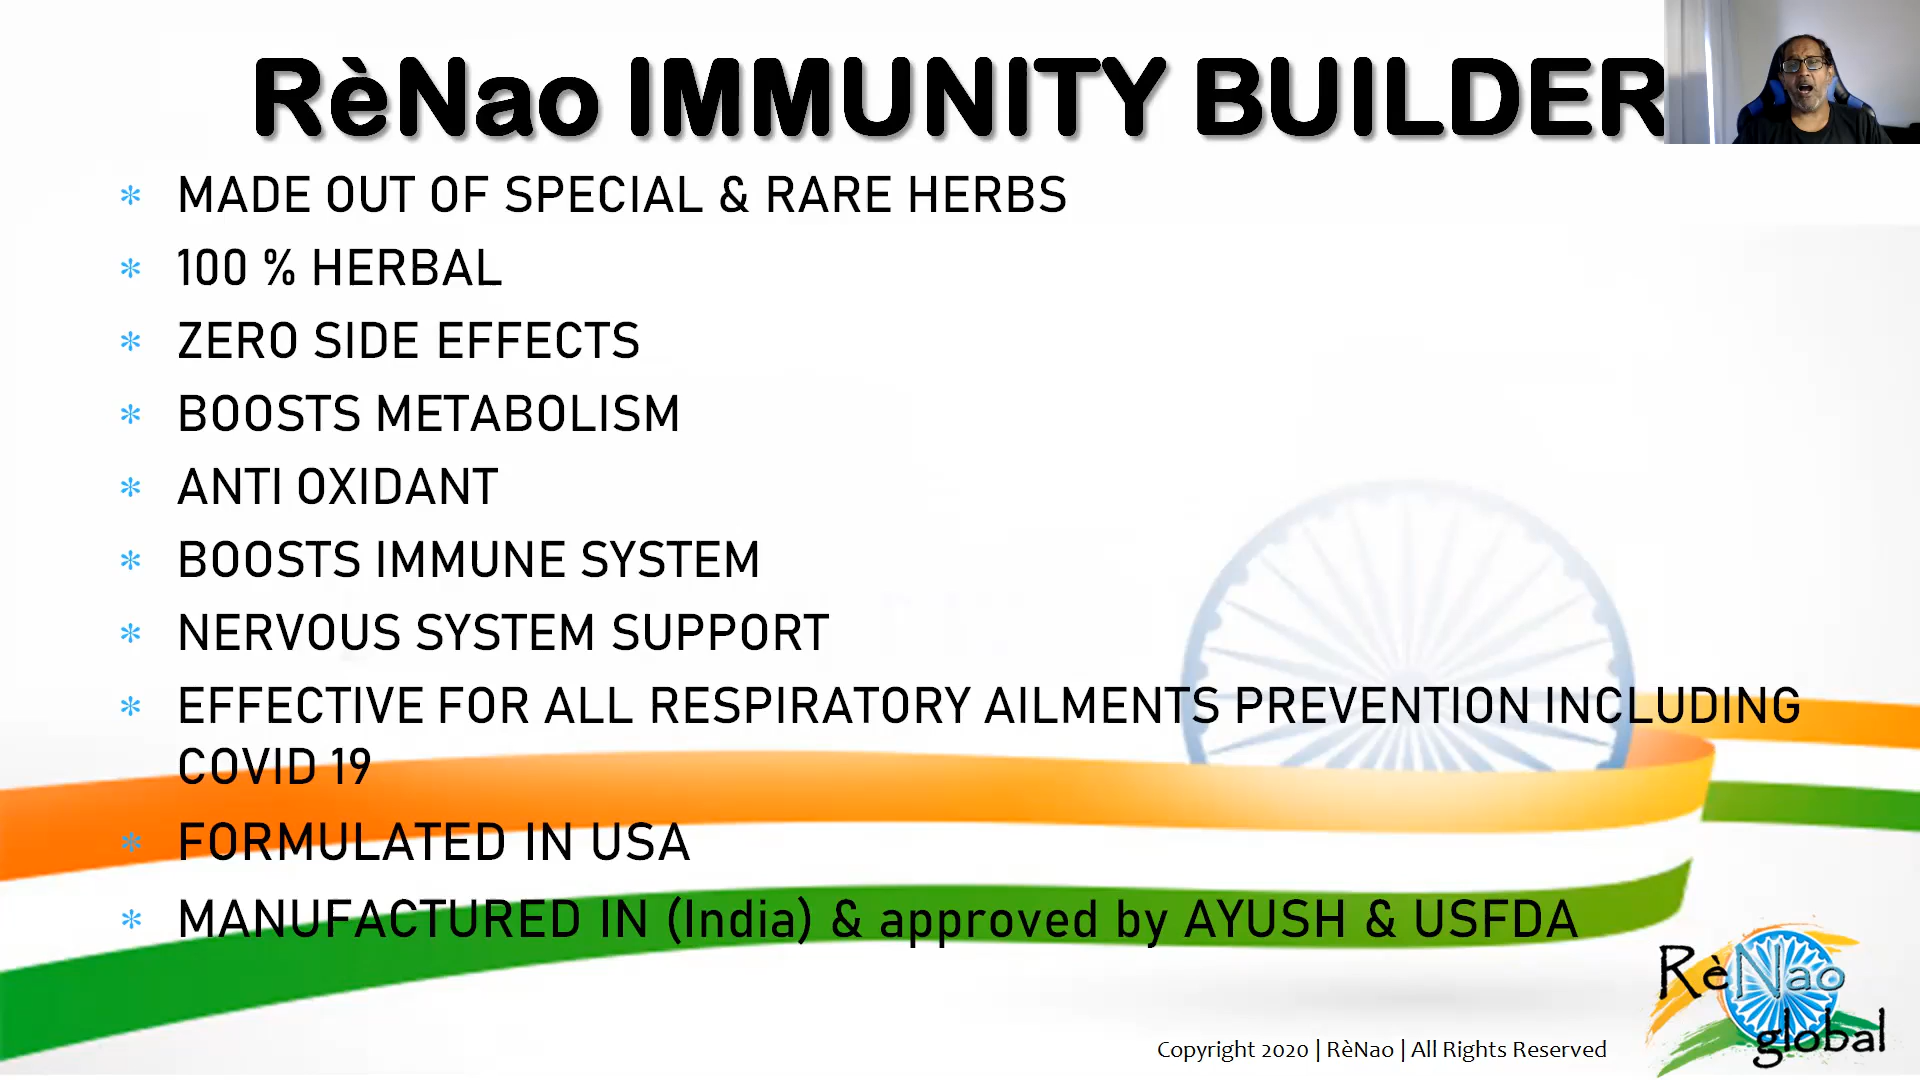 RèNao IMMUNITY BUILDER
* MADE OUT OF SPECIAL & RARE HERBS
* 100 % HERBAL
* ZERO SIDE EFFECTS
* BOOSTS METABOLISM
* ANTI OXIDANT
* BOOSTS IMMUNE SYSTEM
* NERVOUS SYSTEM SUPPORT
* EFFECTIVE FOR ALL RESPIRATORY AILMENTS PREVENTION INCLUDING
COVID 19
* FORMULATED IN USA
* MANUFACTURED IN (India) & approved by AYUSH & USFDA
RèNao
global
Copyright 2020 | RèNao | All Rights Reserved